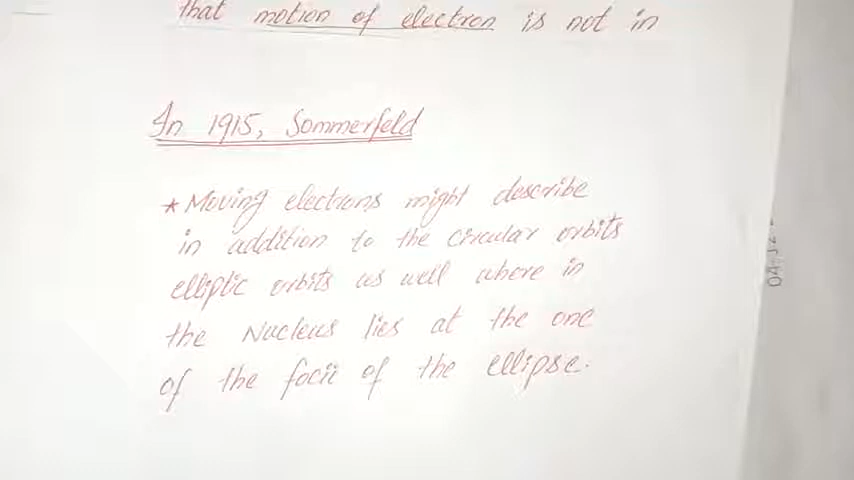 that motion of electron is not in
In 1915, Sommerfeld
* Moving electrons might describe
in addition to the circular orbits
elliptic orbits as well where in
the Nucleus lies at the one
of the focii of the ellipse.